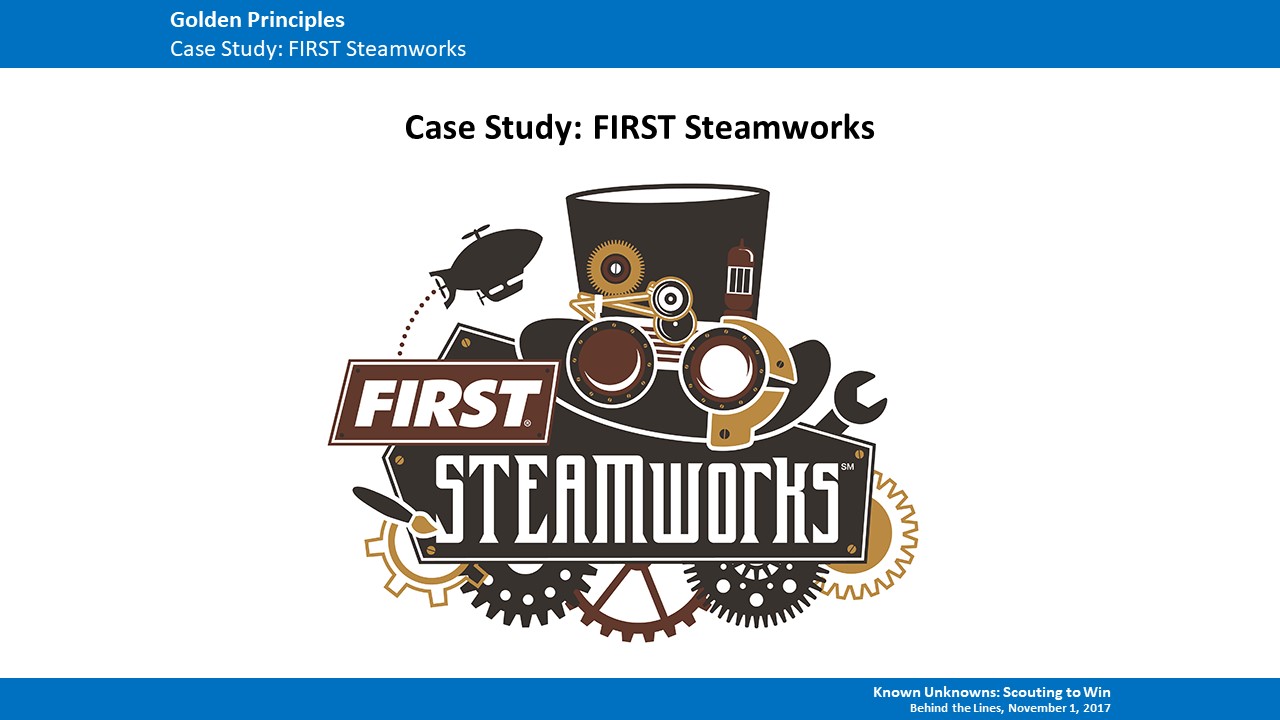 Golden Principles
Case Study: FIRST Steamworks
Case Study: FIRST Steamworks
FIRST®
STEAMWORKS℠
Known Unknowns: Scouting to Win
Behind the Lines, November 1, 2017